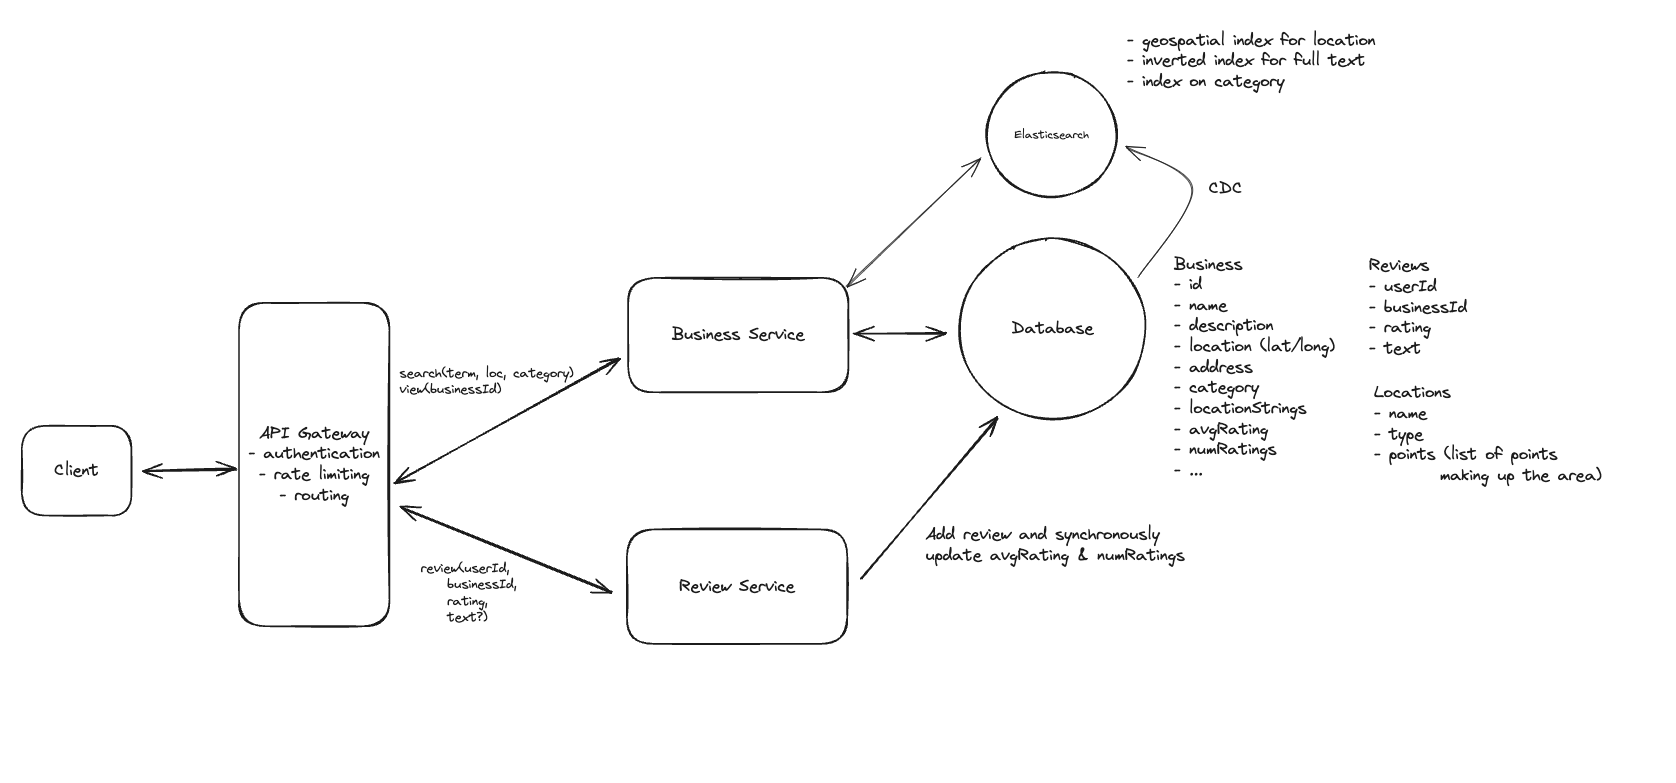 - geospatial index for location
- inverted index for full text
- index on category
Elasticsearch
CDC
Business
- id
- name
- description
- location (lat/long)
- address
- category
- locationStrings
- avgRating
- numRatings
- ...
Reviews
- userId
- businessId
- rating
- text
Locations
- name
- type
- points (list of points
making up the area)
Database
Business Service
search(term, loc, category)
view(businessId)
Client
API Gateway
- authentication
- rate limiting
- routing
review(userId,
businessId,
rating,
text?)
Review Service
Add review and synchronously
update avgRating & numRatings